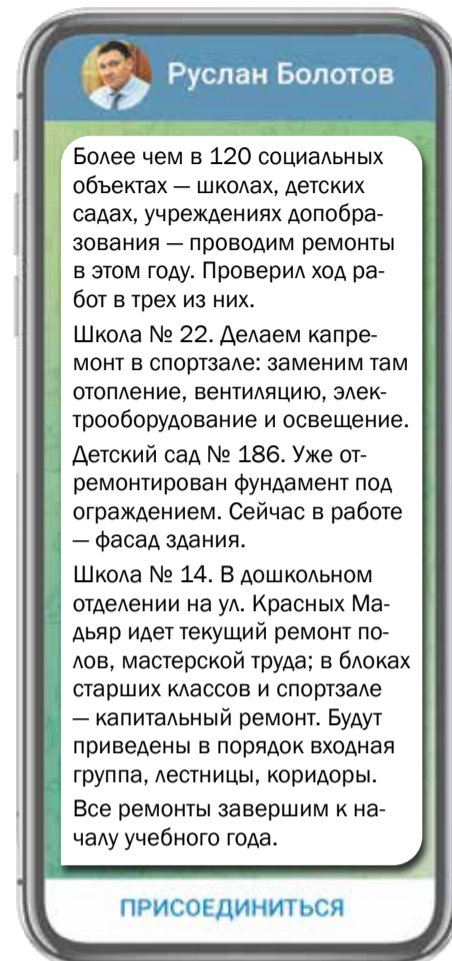 Руслан Болотов
Более чем в 120 социальных
объектах — школах, детских
садах, учреждениях допобра-
зования — проводим ремонты
в этом году. Проверил ход ра-
бот в трех из них.
Школа № 22. Делаем капре-
монт в спортзале: заменим там
отопление, вентиляцию, элек-
трооборудование и освещение.
Детский сад № 186. Уже от-
ремонтирован фундамент под
ограждением. Сейчас в работе
— фасад здания.
Школа № 14. В дошкольном
отделении на ул. Красных Ма-
дьяр идет текущий ремонт по-
лов, мастерской труда; в блоках
старших классов и спортзале
— капитальный ремонт. Будут
приведены в порядок входная
группа, лестницы, коридоры.
Все ремонты завершим к на-
чалу учебного года.
ПРИСОЕДИНИТЬСЯ